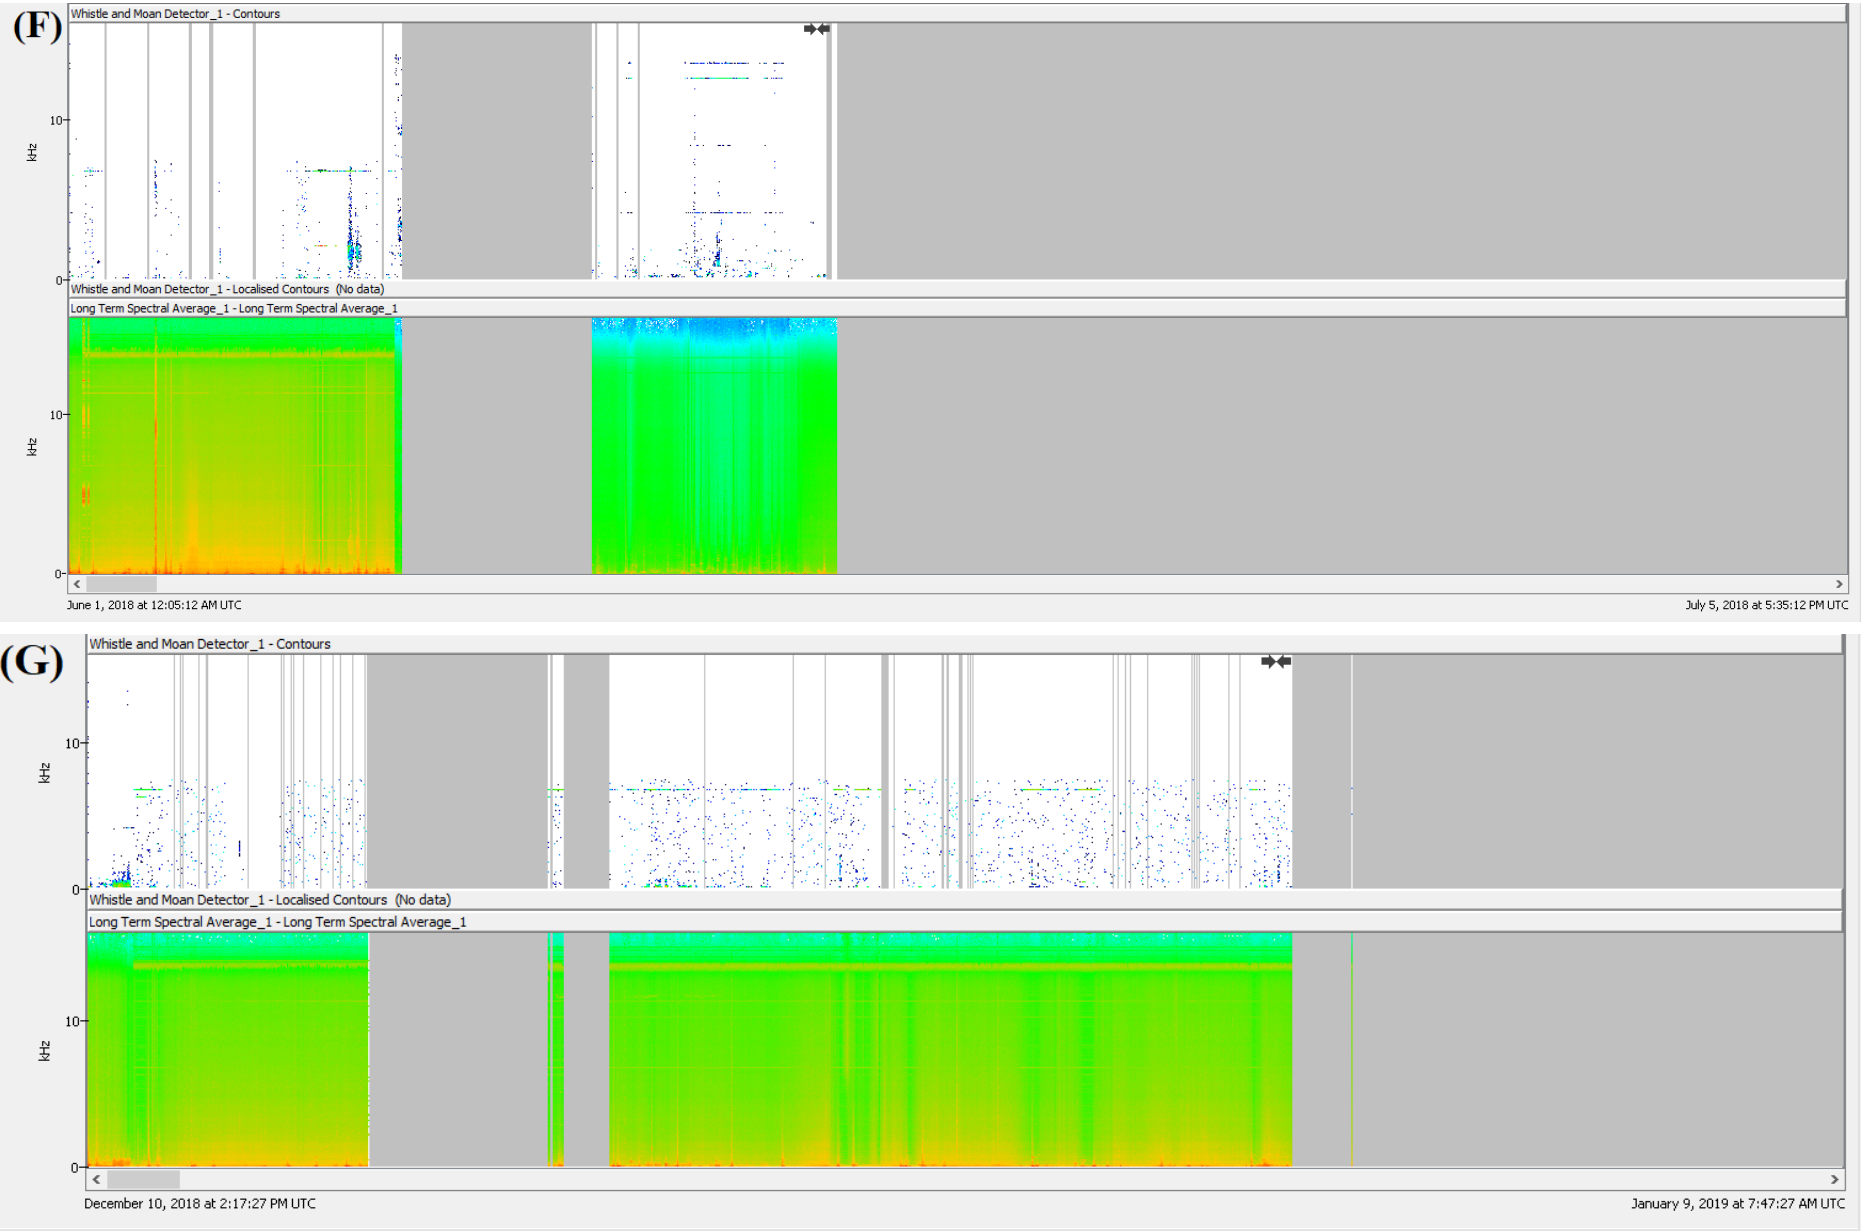 (F)
Whistle and Moan Detector_1 - Contours
10
kHz
0
Whistle and Moan Detector_1 - Localised Contours (No data)
Long Term Spectral Average_1 - Long Term Spectral Average_1
10
kHz
0
June 1, 2018 at 12:05:12 AM UTC
July 5, 2018 at 5:35:12 PM UTC
(G)
Whistle and Moan Detector_1 - Contours
10
kHz
0
Whistle and Moan Detector_1 - Localised Contours (No data)
Long Term Spectral Average_1 - Long Term Spectral Average_1
10
kHz
0
December 10, 2018 at 2:17:27 PM UTC
January 9, 2019 at 7:47:27 AM UTC